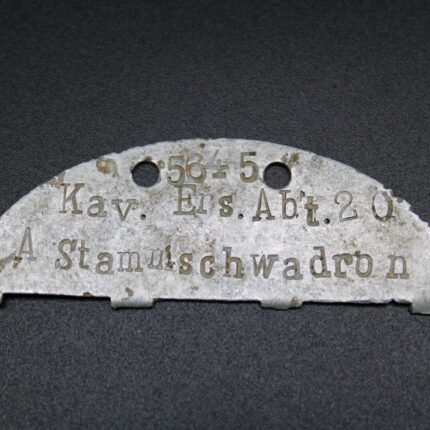 5645
Kav. Ers. Abt. 20
A Stammschwadron